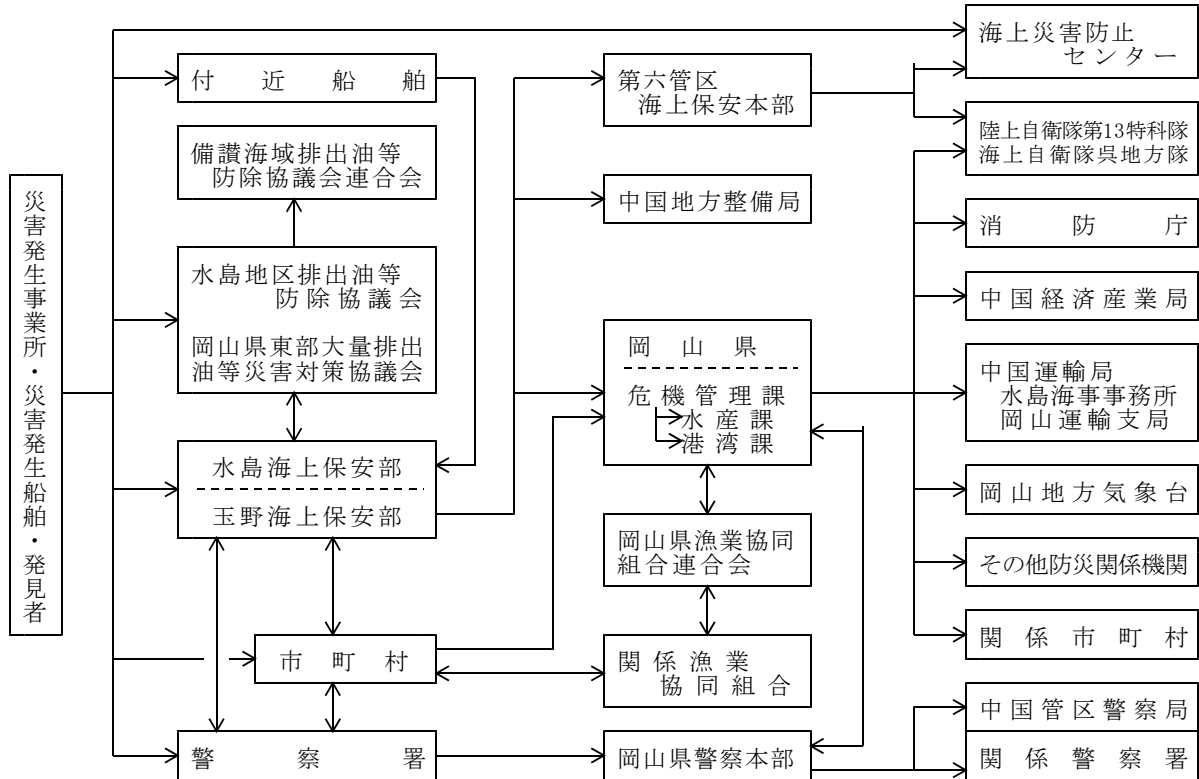 災害発生事業所・災害発生船舶・発見者
付近船舶
備讃海域排出油等
防除協議会連合会
水島地区排出油等
防除協議会
岡山県東部大量排出
油等災害対策協議会
水島海上保安部
玉野海上保安部
市町村
警察署
第六管区
海上保安本部
中国地方整備局
岡山県
危機管理課
水産課
港湾課
岡山県漁業協同
組合連合会
関係漁業
協同組合
岡山県警察本部
海上災害防止
センター
陸上自衛隊第13特科隊
海上自衛隊呉地方隊
消防庁
中国経済産業局
中国運輸局
水島海事事務所
岡山運輸支局
岡山地方気象台
その他防災関係機関
関係市町村
中国管区警察局
関係警察署